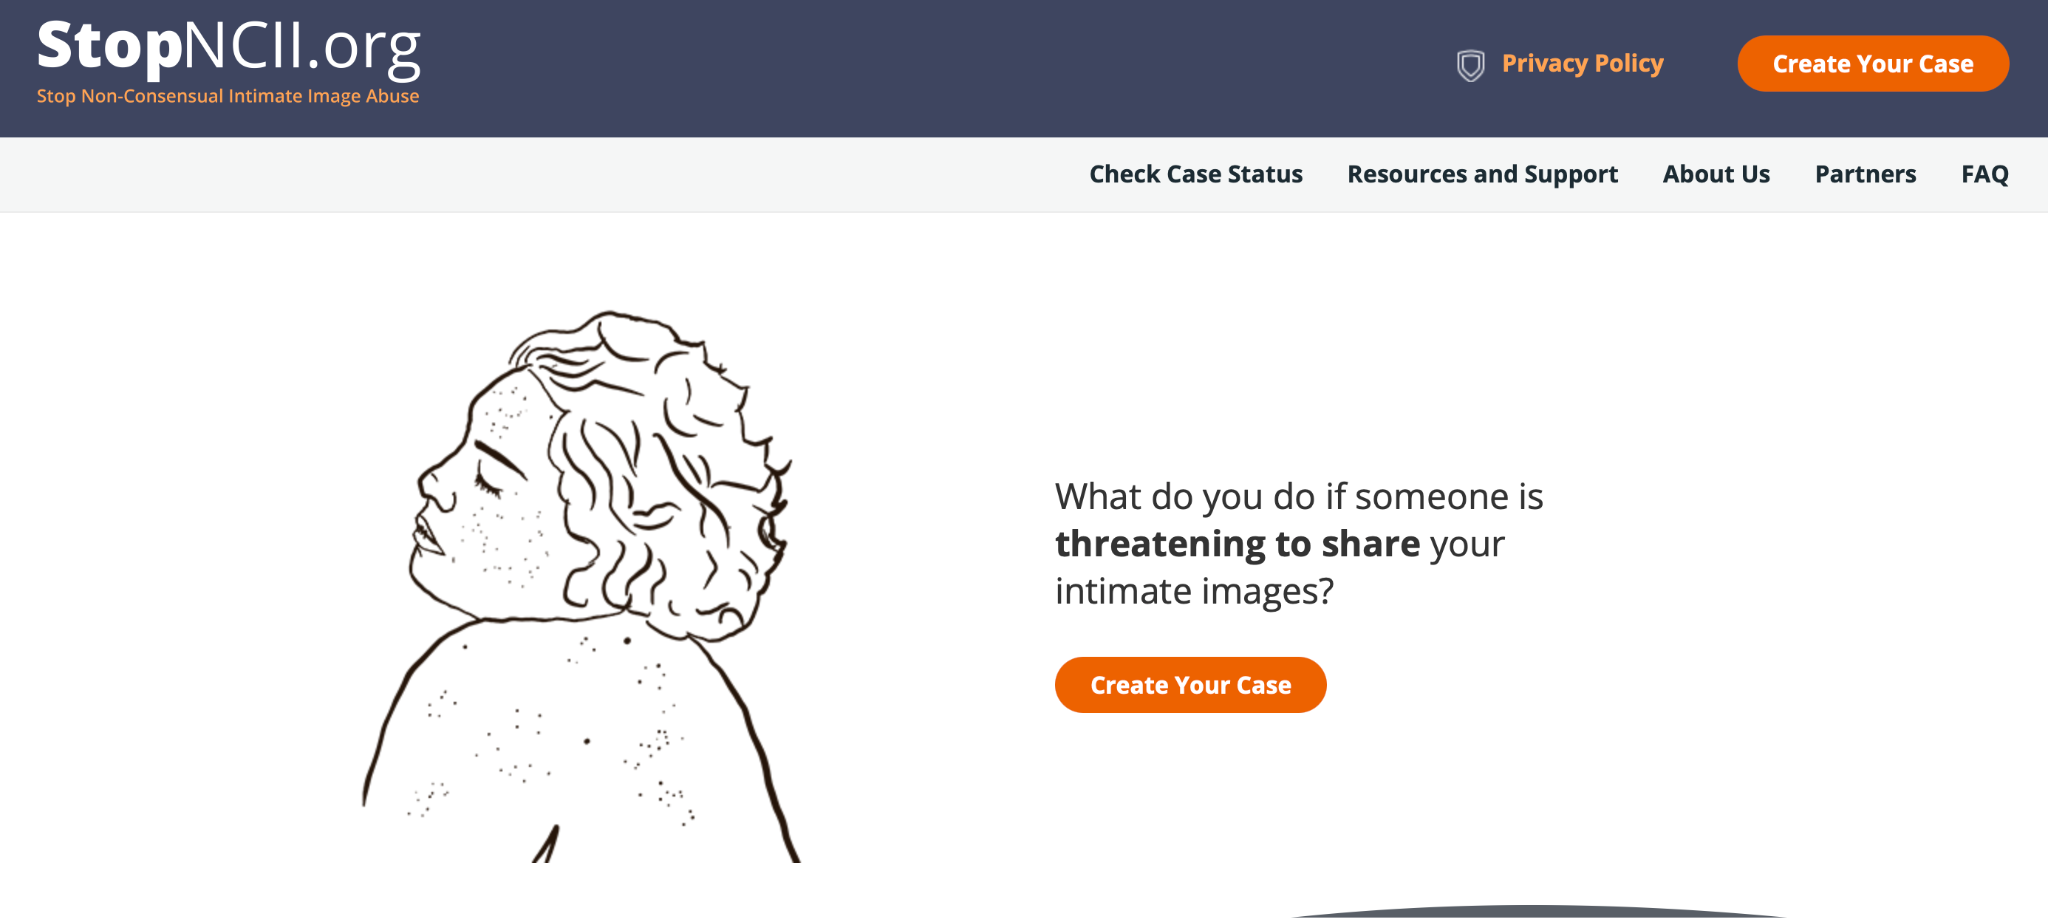 StopNCII.org
Stop Non-Consensual Intimate Image Abuse
Privacy Policy
Create Your Case
Check Case Status
Resources and Support
About Us
Partners
FAQ
What do you do if someone is
threatening to share your
intimate images?
Create Your Case